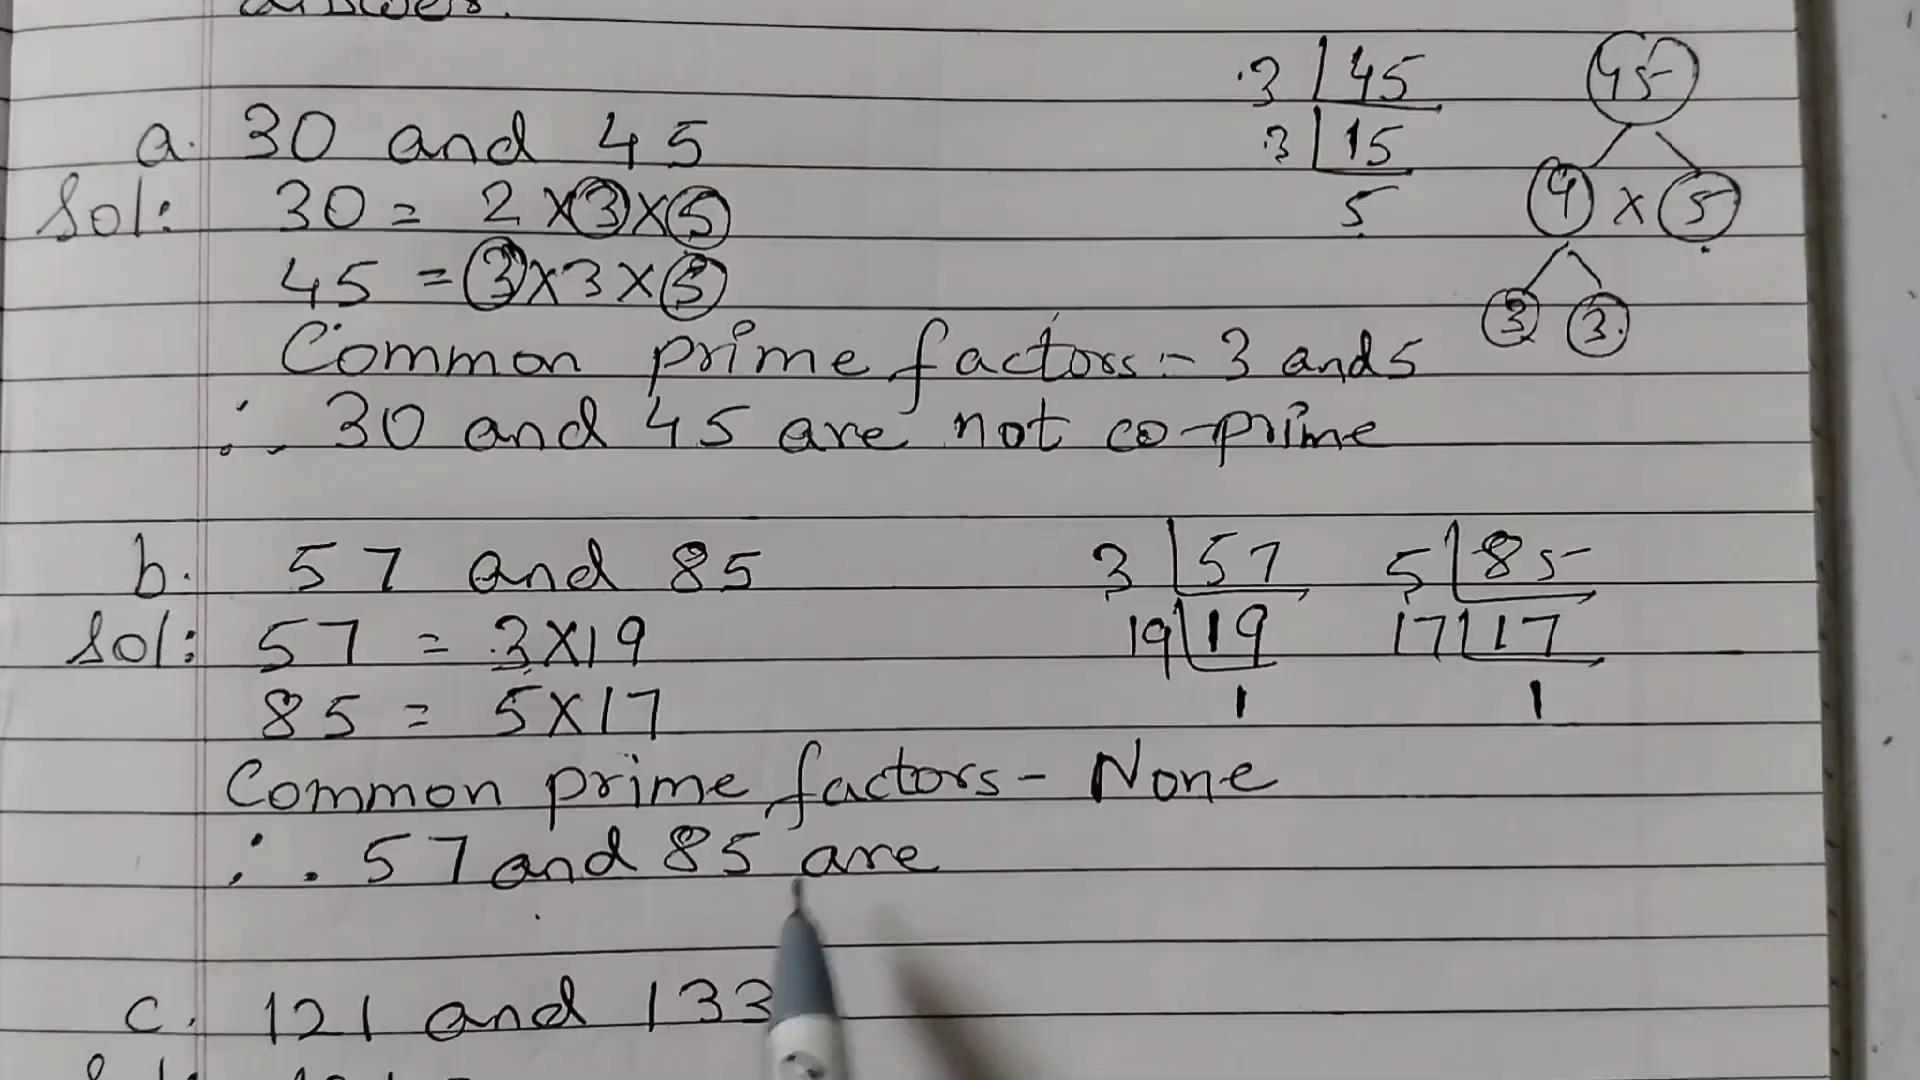 answer.
3 | 45
45
a. 30 and 45
3 | 15
Sol: 30 = 2 × 3 × 5
5
9 × 5
45 = 3 × 3 × 5
3 3
Common prime factors :- 3 and 5
∴ 30 and 45 are not co-prime
b. 57 and 85
3 | 57
5 | 85
Sol: 57 = 3 × 19
19 | 19
17 | 17
85 = 5 × 17
1
1
Common prime factors - None
∴ 57 and 85 are
c. 121 and 133